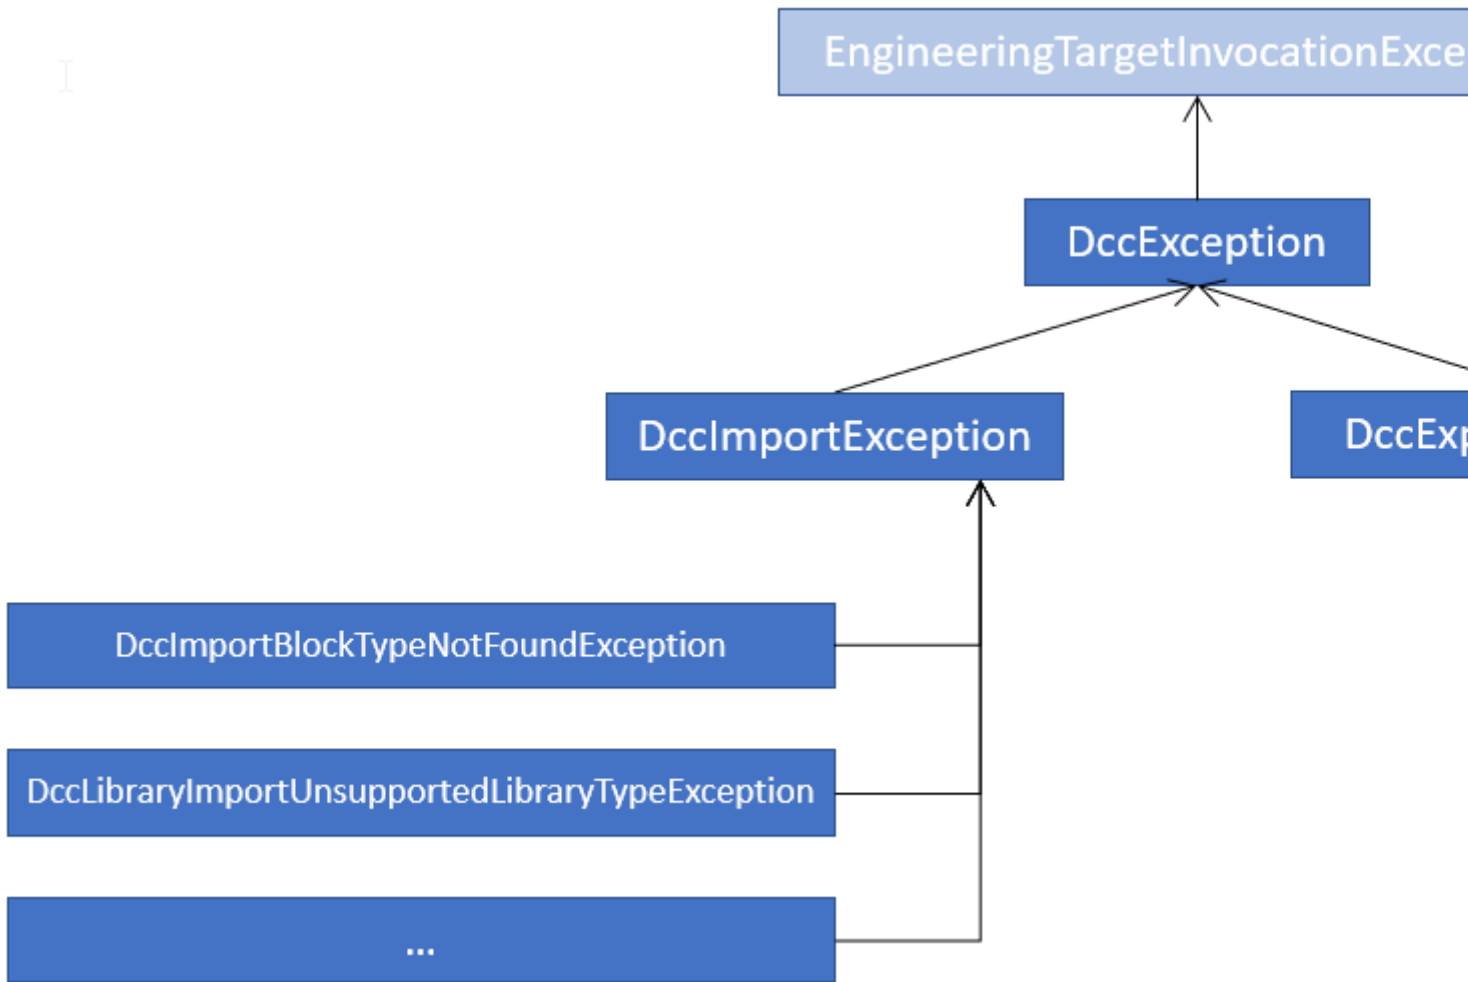 EngineeringTargetInvocationExce
DccException
DccImportException
DccExp
DccImportBlockTypeNotFoundException
DccLibraryImportUnsupportedLibraryTypeException
...